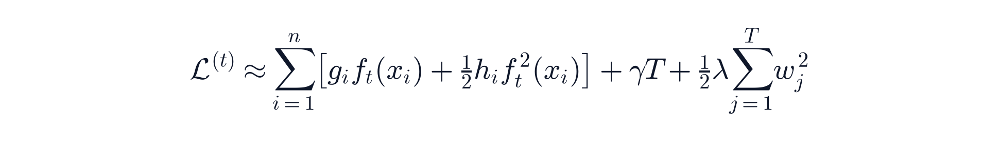 $\mathcal{L}^{(t)} \approx \sum_{i=1}^{n} \left[ g_i f_t(x_i) + \frac{1}{2} h_i f_t^2(x_i) \right] + \gamma T + \frac{1}{2} \lambda \sum_{j=1}^{T} w_j^2$